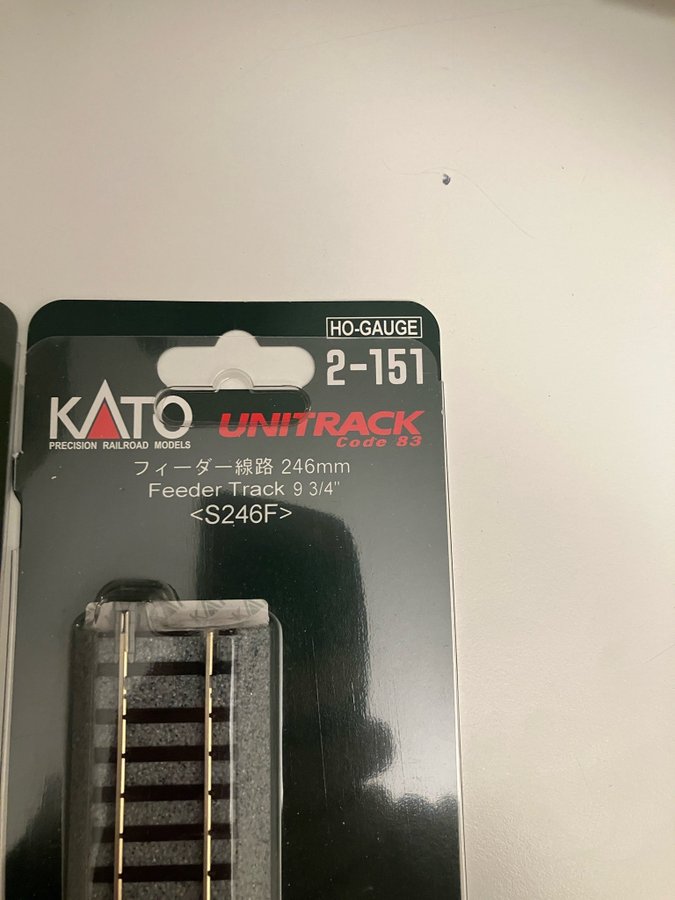 HO-GAUGE
2-151
KATO
PRECISION RAILROAD MODELS
UNITRACK
Code 83
フィーダー線路 246mm
Feeder Track 9 3/4"
<S246F>
KATO